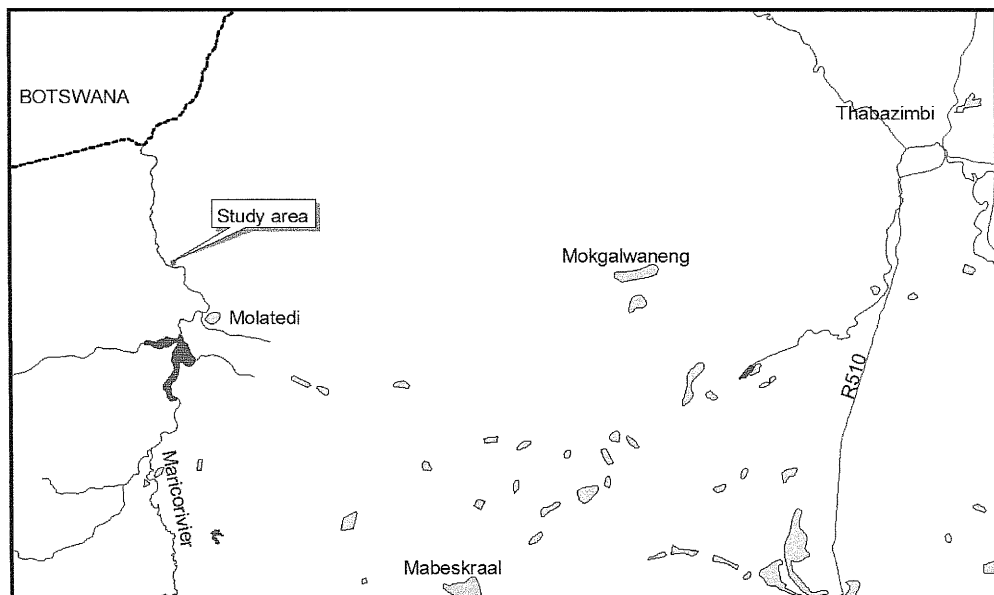 BOTSWANA
Thabazimbi
Study area
Mokgalwaneng
Molatedi
R510
Maricorivier
Mabeskraal